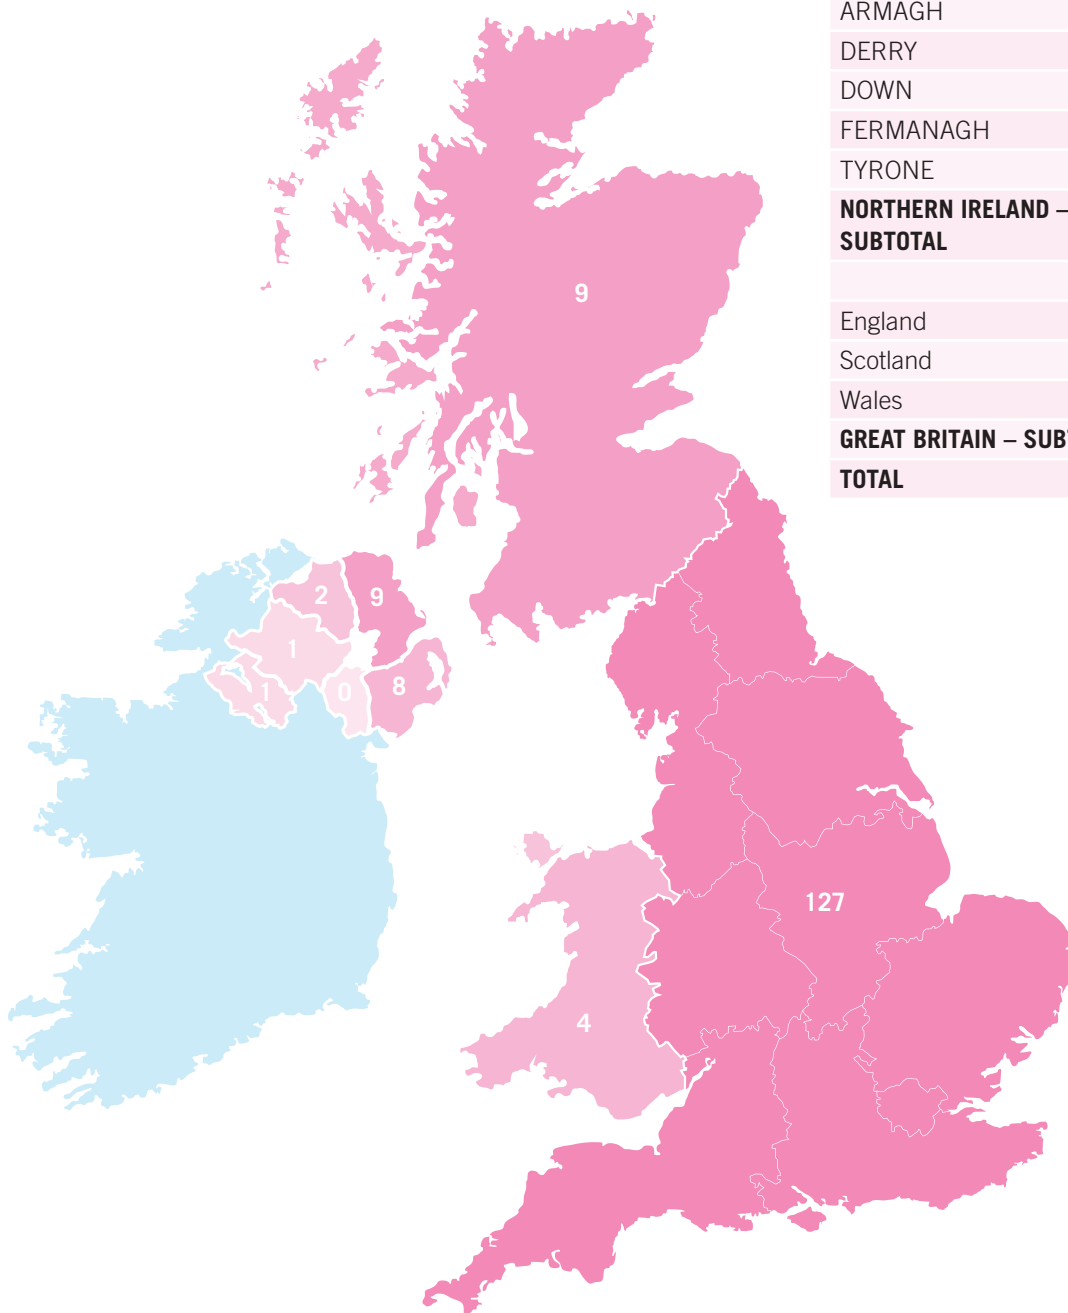 ARMAGH
DERRY
DOWN
FERMANAGH
TYRONE
NORTHERN IRELAND –
SUBTOTAL
England
Scotland
Wales
GREAT BRITAIN –
TOTAL
9
2
9
1
1
0
8
127
4